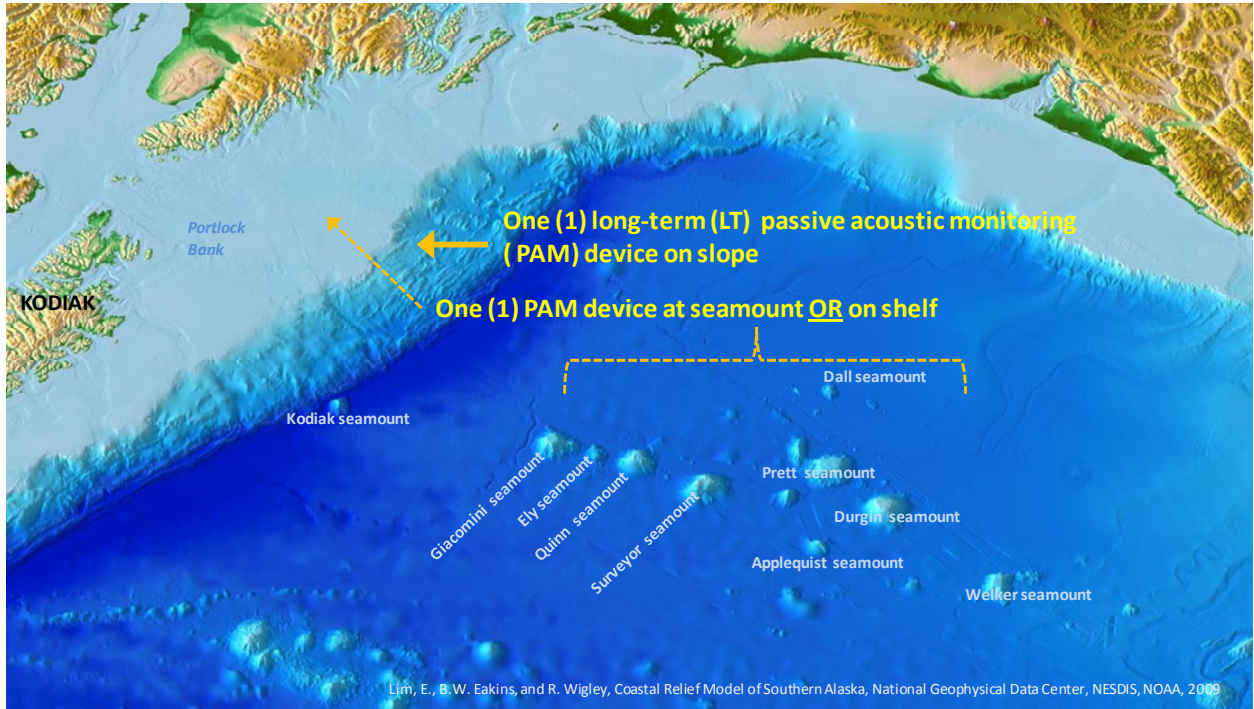 Portlock
Bank
One (1) long-term (LT) passive acoustic monitoring
( PAM) device on slope
KODIAK
One (1) PAM device at seamount OR on shelf
Dall seamount
Kodiak seamount
Giacomini seamount
Ely seamount
Quinn seamount
Surveyor seamount
Prett seamount
Durgin seamount
Applequist seamount
Welker seamount
Lim, E., B.W. Eakins, and R. Wigley, Coastal Relief Model of Southern Alaska, National Geophysical Data Center, NESDIS, NOAA, 2009